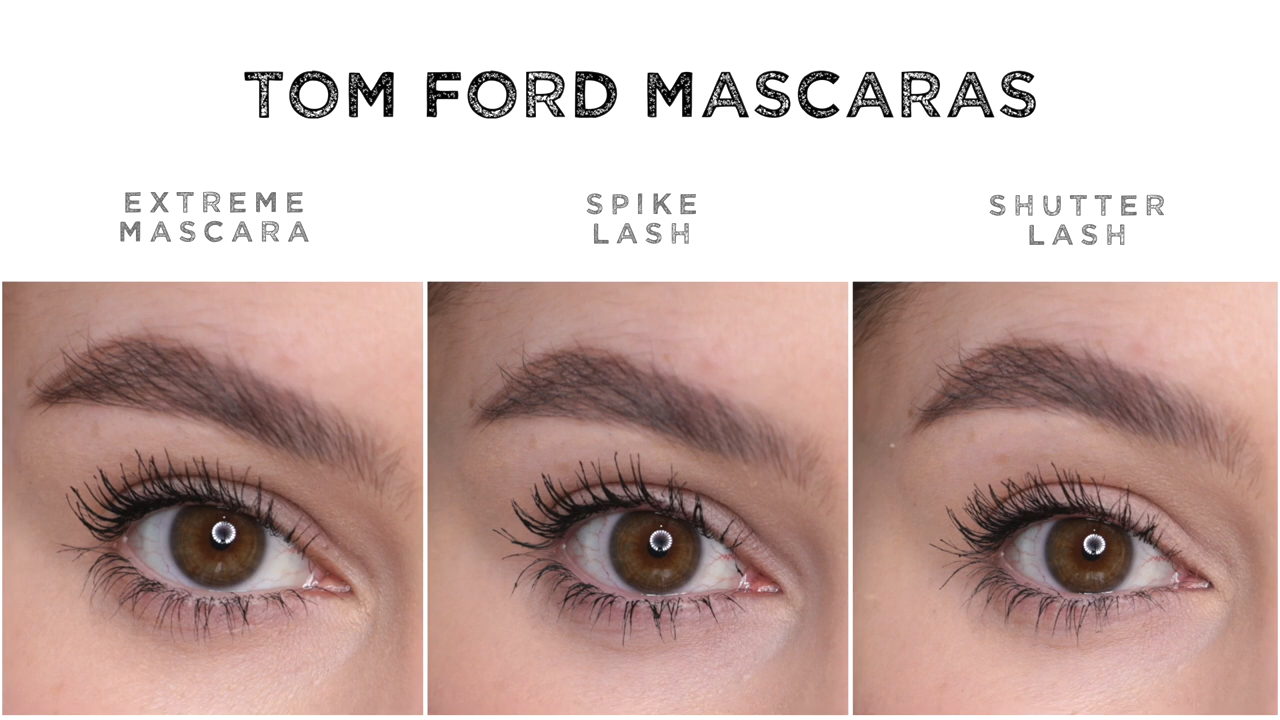 TOM FORD MASCARAS
EXTREME
MASCARA
SPIKE
LASH
SHUTTER
LASH